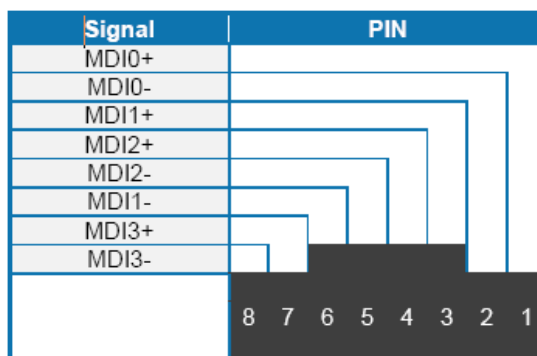 Signal PIN
MDI0+
MDI0-
MDI1+
MDI2+
MDI2-
MDI1-
MDI3+
MDI3-
8 7 6 5 4 3 2 1